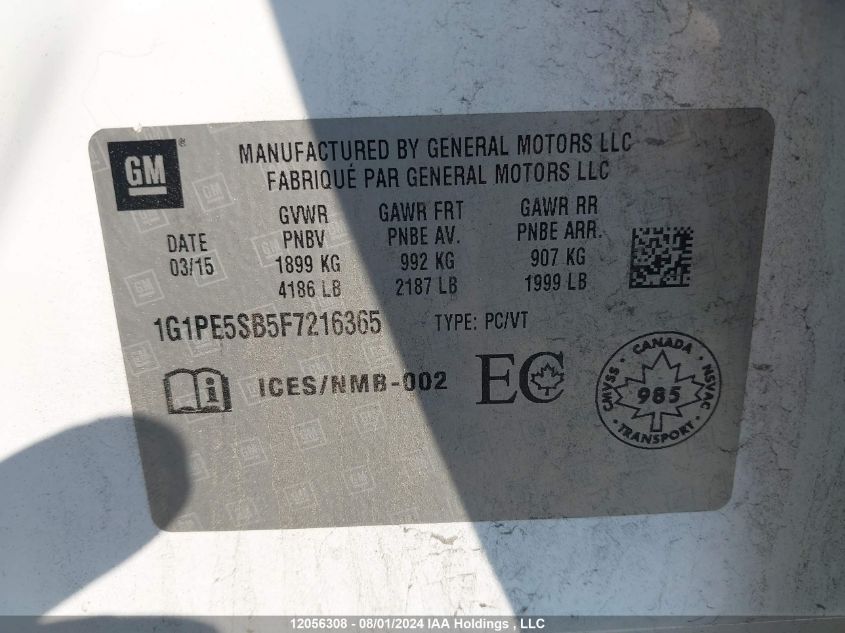 GM
MANUFACTURED BY GENERAL MOTORS LLC
FABRIQUÉ PAR GENERAL MOTORS LLC
DATE
03/15
GVWR
PNBV
1899 KG
4186 LB
GAWR FRT
PNBE AV.
992 KG
2187 LB
GAWR RR
PNBE ARR.
907 KG
1999 LB
1G1PE5SB5F7216365 TYPE: PC/VT
ICES/NMB-002 EC
CANADA
CMVSS 985 NSVAC
TRANSPORT
12056308 - 08/01/2024 IAA Holdings , LLC